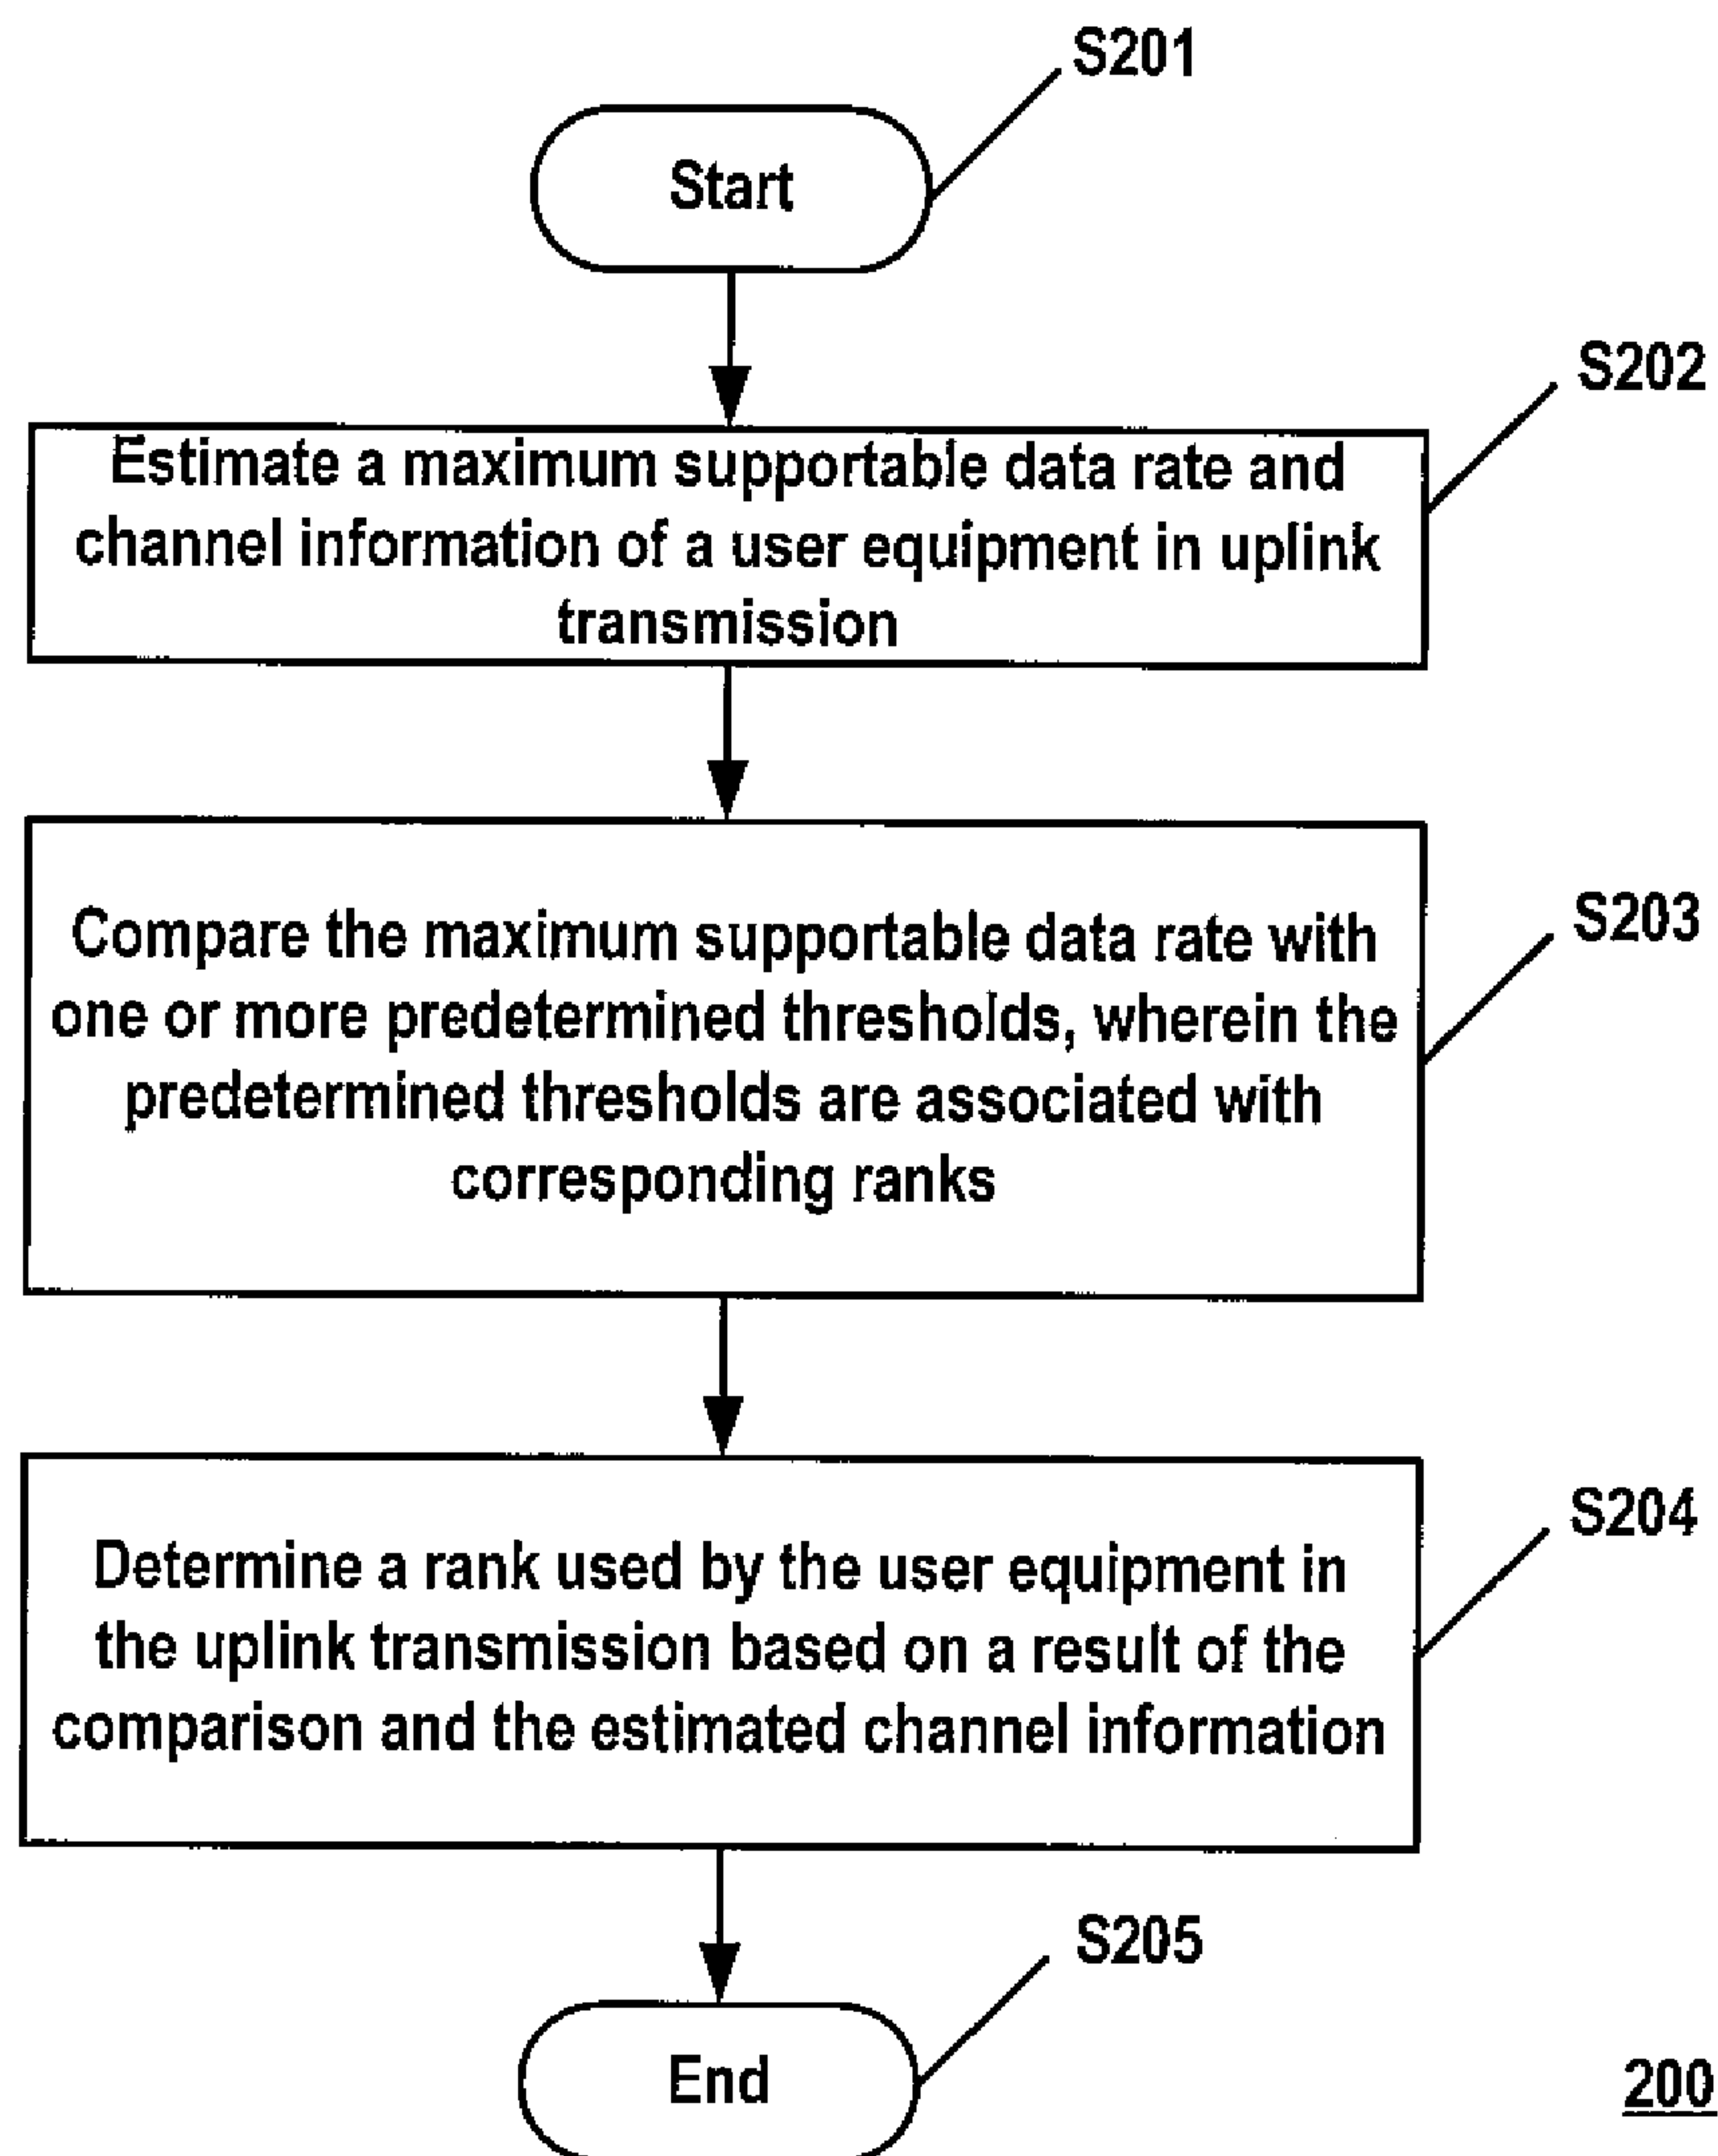 S201
Start
S202
Estimate a maximum supportable data rate and
channel information of a user equipment in uplink
transmission
S203
Compare the maximum supportable data rate with
one or more predetermined thresholds, wherein the
predetermined thresholds are associated with
corresponding ranks
S204
Determine a rank used by the user equipment in
the uplink transmission based on a result of the
comparison and the estimated channel information
S205
End
200